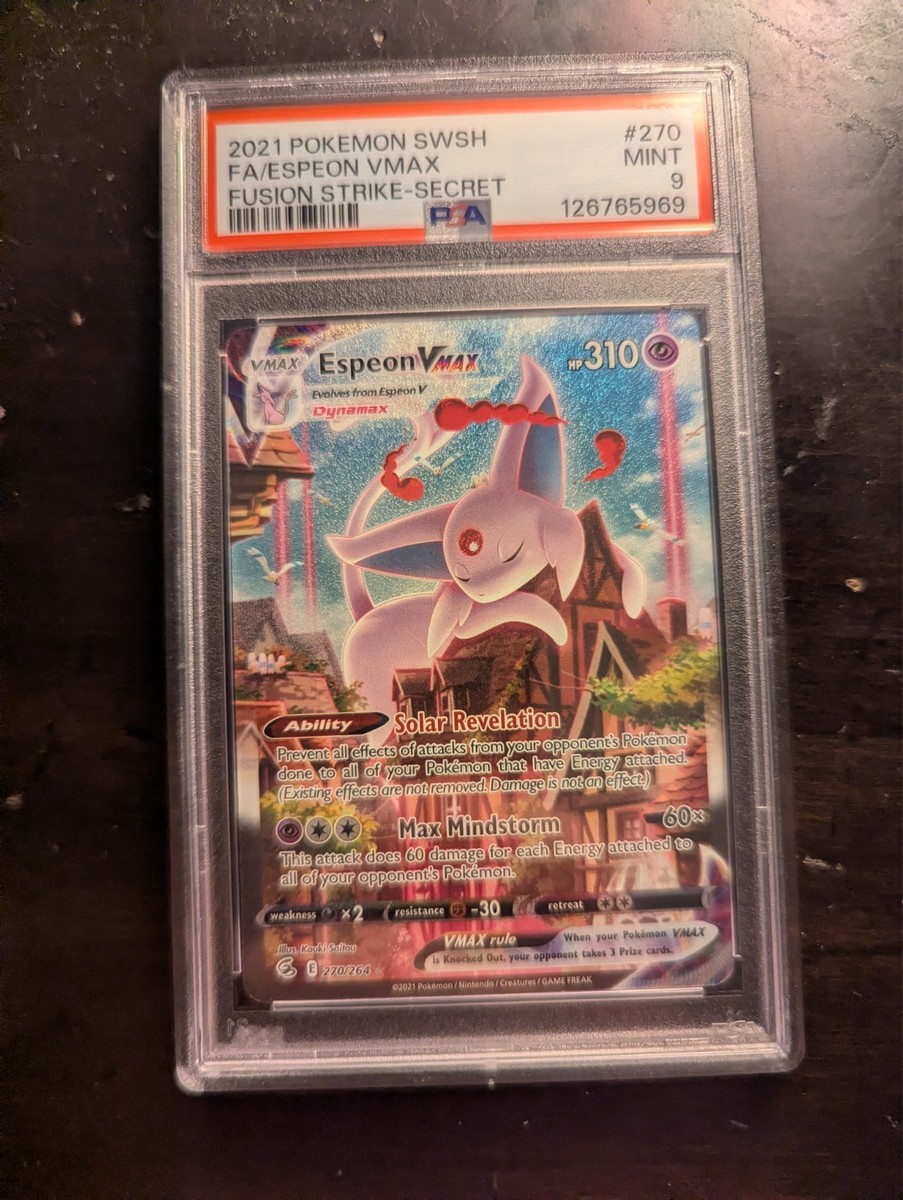 2021 POKEMON SWSH #270
FA/ESPEON VMAX MINT
FUSION STRIKE-SECRET 9
PSA 126765969
VMAX Espeon VMAX HP 310
Evolves from Espeon V
Dynamax
Ability Solar Revelation
Prevent all effects of attacks from your opponent's Pokémon
done to all of your Pokémon that have Energy attached.
(Existing effects are not removed. Damage is not an effect.)
Max Mindstorm 60×
This attack does 60 damage for each Energy attached to
all of your opponent's Pokémon.
weakness ×2 resistance -30 retreat
Illus. Kouki Saitou
VMAX rule When your Pokémon VMAX
is Knocked Out, your opponent takes 3 Prize cards.
E 270/264
©2021 Pokémon / Nintendo / Creatures / GAME FREAK